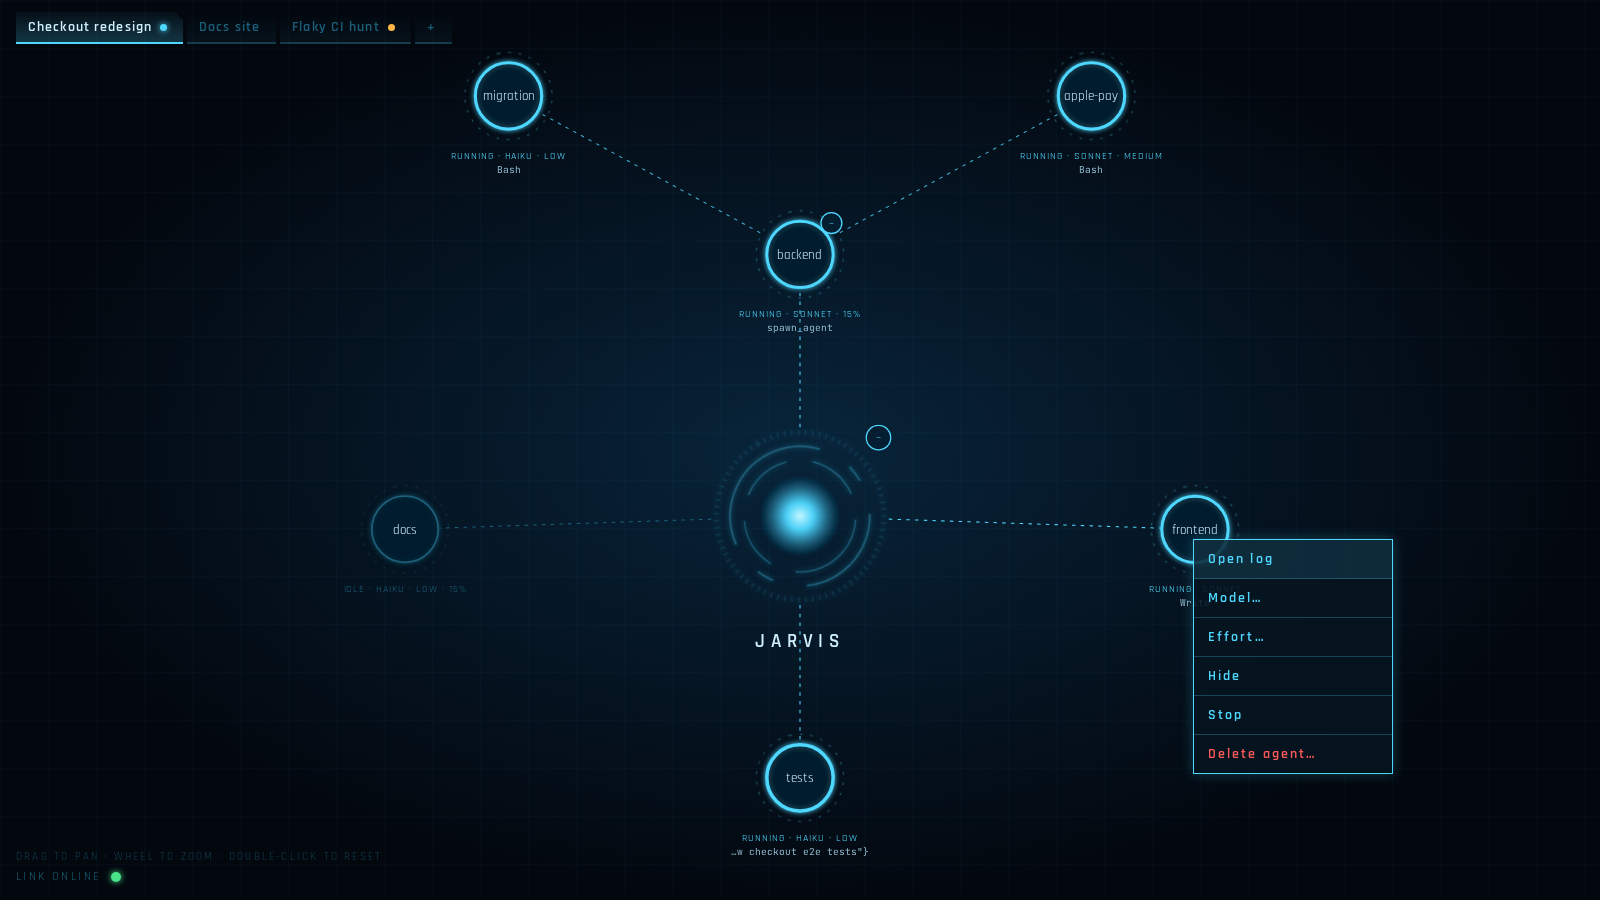 Checkout redesign
Docs site
Flaky CI hunt
+
migration
RUNNING · HAIKU · LOW
Bash
apple-pay
RUNNING · SONNET · MEDIUM
Bash
backend
RUNNING · SONNET · 15%
spawn_agent
docs
IDLE · HAIKU · LOW · 15%
frontend
RUNNING
Open log
Model…
Effort…
Hide
Stop
Delete agent…
JARVIS
tests
RUNNING · HAIKU · LOW
…w checkout e2e tests"}
DRAG TO PAN · WHEEL TO ZOOM · DOUBLE-CLICK TO RESET
LINK ONLINE